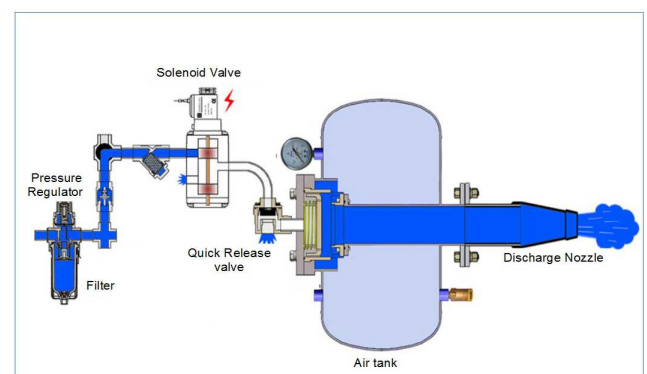 Solenoid Valve
Pressure
Regulator
Filter
Quick Release
valve
Discharge Nozzle
Air tank